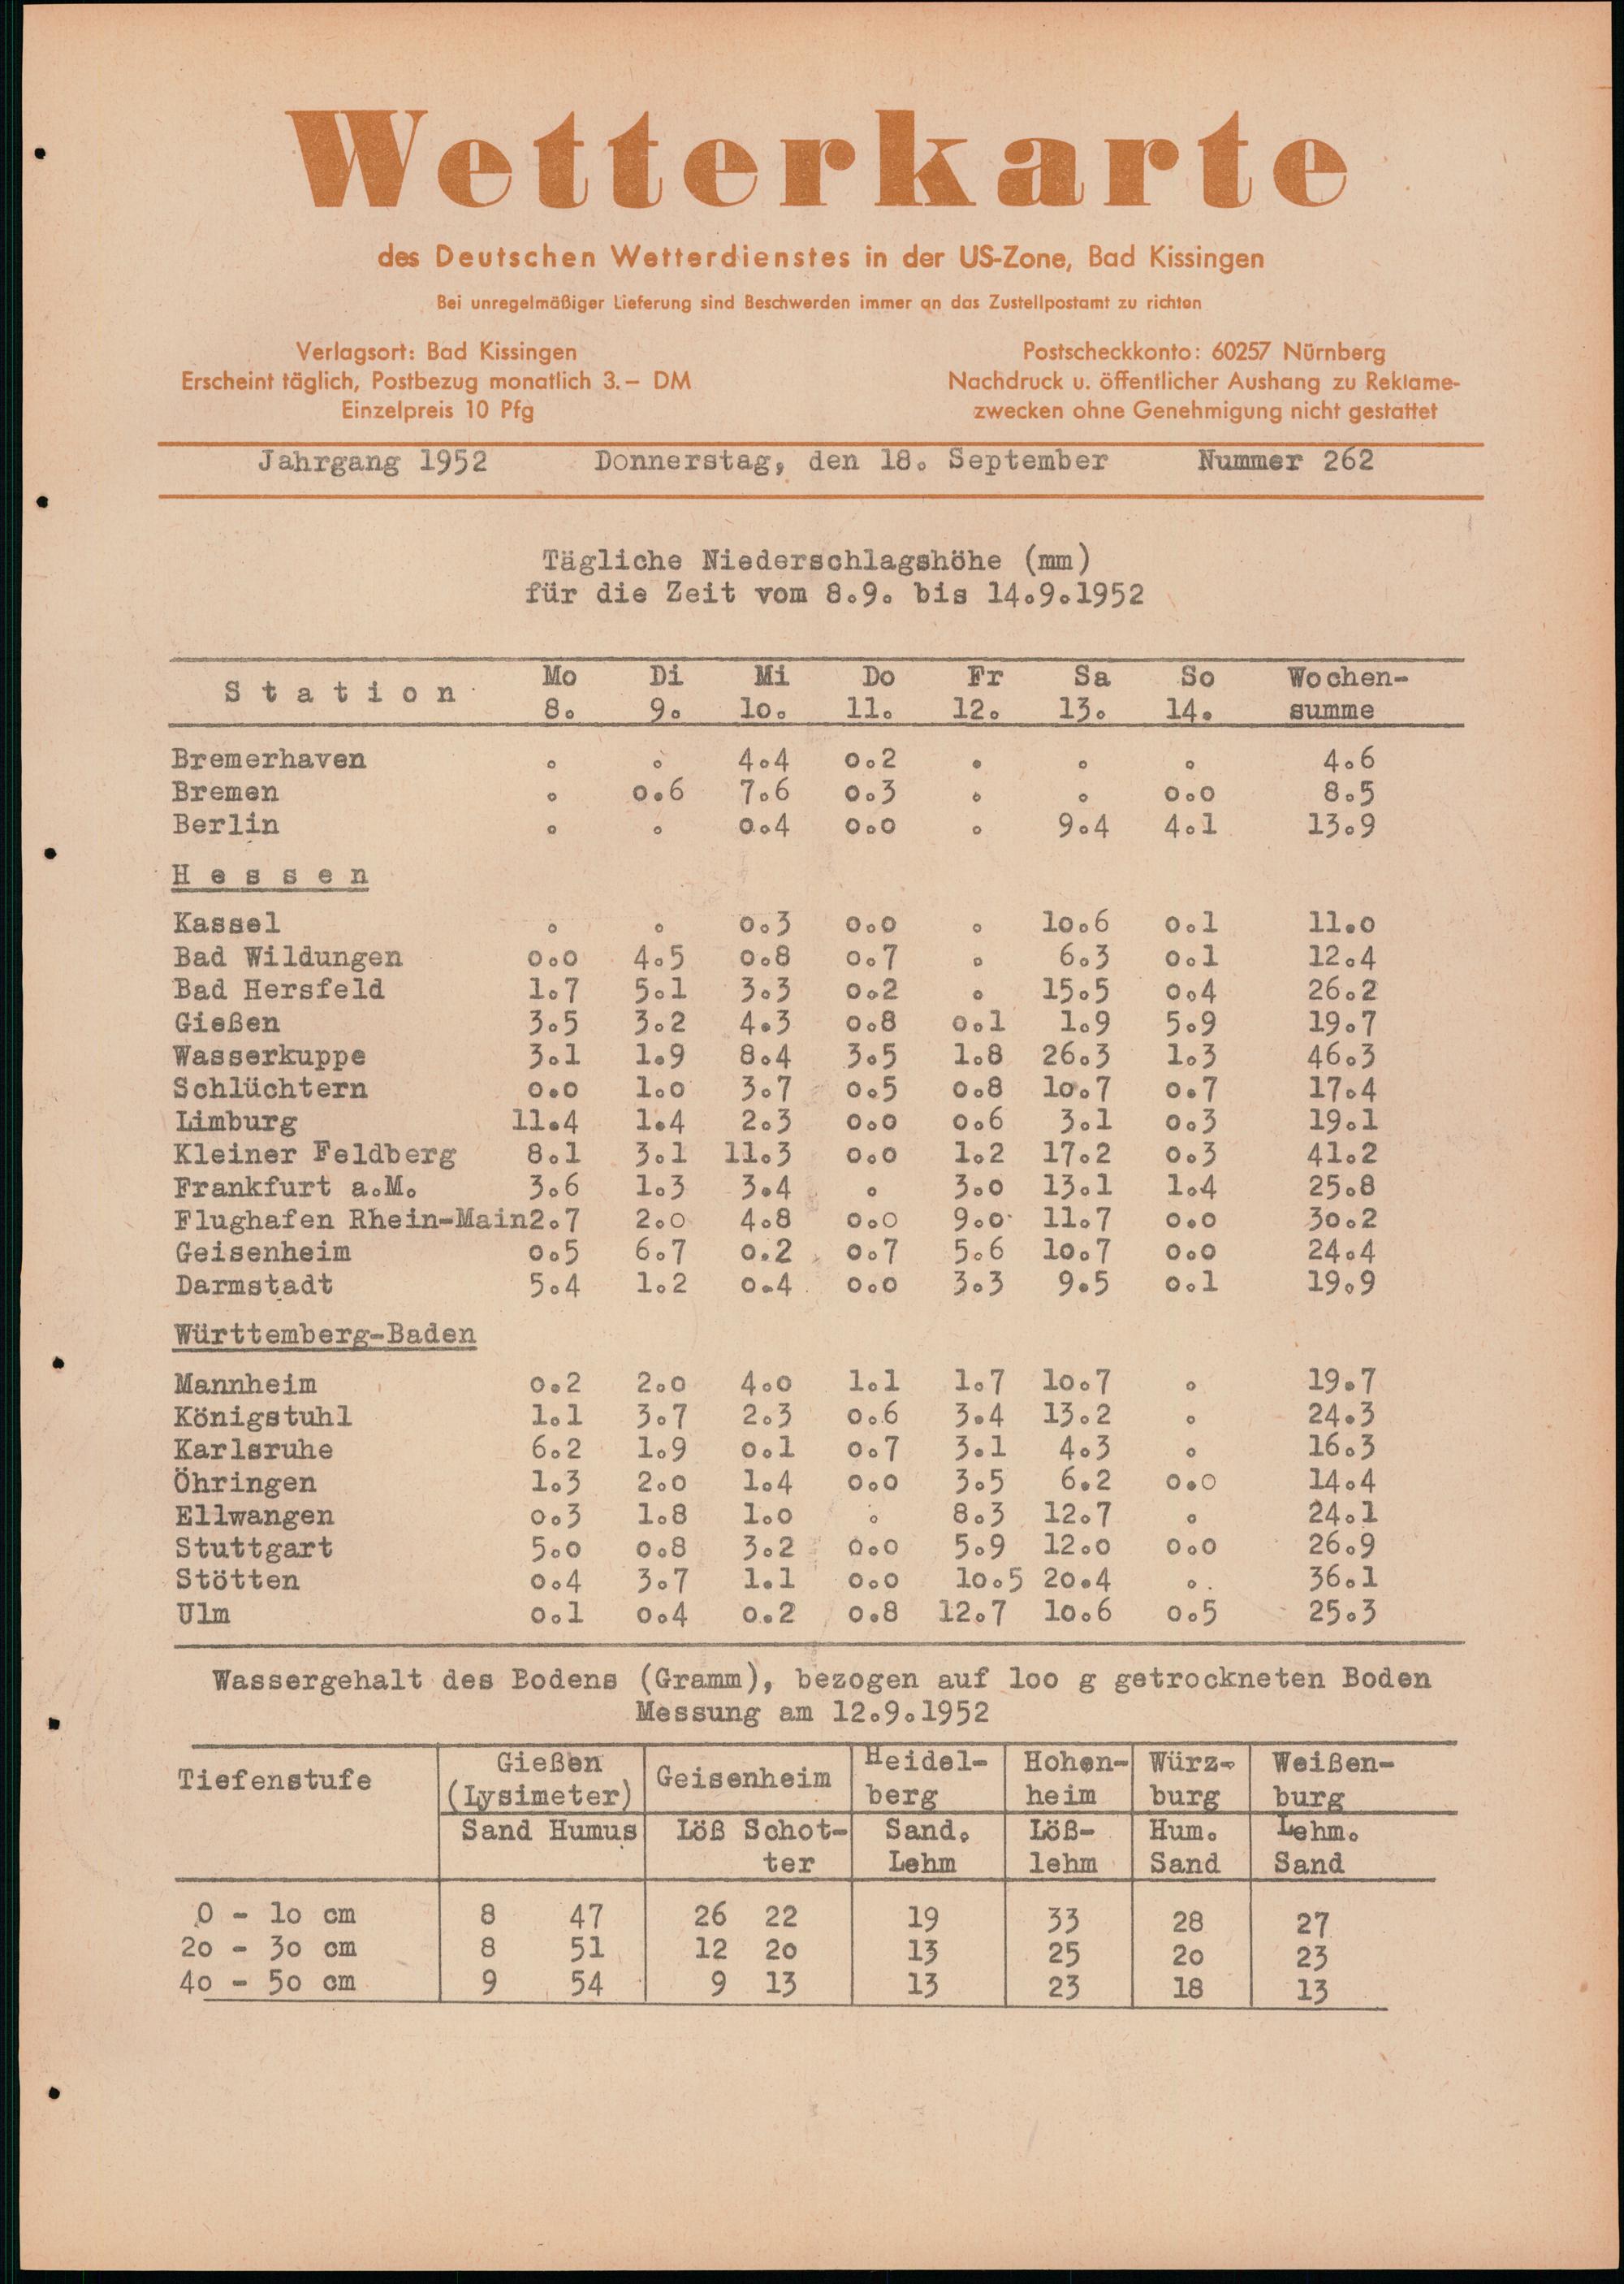 Wetterkarte
des Deutschen Wetterdienstes in der US-Zone, Bad Kissingen
Bei unregelmäßiger Lieferung sind Beschwerden immer an das Zustellpostamt zu richten
Verlagsort: Bad Kissingen
Erscheint täglich, Postbezug monatlich 3.– DM
Einzelpreis 10 Pfg
Postscheckkonto: 60257 Nürnberg
Nachdruck u. öffentlicher Aushang zu Reklame-
zwecken ohne Genehmigung nicht gestattet
Jahrgang 1952 Donnerstag, den 18. September Nummer 262
Tägliche Niederschlagshöhe (mm)
für die Zeit vom 8.9. bis 14.9.1952
Station Mo Di Mi Do Fr Sa So Wochen-
8. 9. 10. 11. 12. 13. 14. summe
Bremerhaven . . 4.4 0.2 . . . 4.6
Bremen . 0.6 7.6 0.3 . . 0.0 8.5
Berlin . . 0.4 0.0 . 9.4 4.1 13.9
Hessen
Kassel . . 0.3 0.0 . 10.6 0.1 11.0
Bad Wildungen 0.0 4.5 0.8 0.7 . 6.3 0.1 12.4
Bad Hersfeld 1.7 5.1 3.3 0.2 . 15.5 0.4 26.2
Gießen 3.5 3.2 4.3 0.8 0.1 1.9 5.9 19.7
Wasserkuppe 3.1 1.9 8.4 3.5 1.8 26.3 1.3 46.3
Schlüchtern 0.0 1.0 3.7 0.5 0.8 10.7 0.7 17.4
Limburg 11.4 1.4 2.3 0.0 0.6 3.1 0.3 19.1
Kleiner Feldberg 8.1 3.1 11.3 0.0 1.2 17.2 0.3 41.2
Frankfurt a.M. 3.6 1.3 3.4 . 3.0 13.1 1.4 25.8
Flughafen Rhein-Main 2.7 2.0 4.8 0.0 9.0 11.7 0.0 30.2
Geisenheim 0.5 6.7 0.2 0.7 5.6 10.7 0.0 24.4
Darmstadt 5.4 1.2 0.4 0.0 3.3 9.5 0.1 19.9
Württemberg-Baden
Mannheim 0.2 2.0 4.0 1.1 1.7 10.7 . 19.7
Königstuhl 1.1 3.7 2.3 0.6 3.4 13.2 . 24.3
Karlsruhe 6.2 1.9 0.1 0.7 3.1 4.3 . 16.3
Öhringen 1.3 2.0 1.4 0.0 3.5 6.2 0.0 14.4
Ellwangen 0.3 1.8 1.0 . 8.3 12.7 . 24.1
Stuttgart 5.0 0.8 3.2 0.0 5.9 12.0 0.0 26.9
Stötten 0.4 3.7 1.1 0.0 10.5 20.4 . 36.1
Ulm 0.1 0.4 0.2 0.8 12.7 10.6 0.5 25.3
Wassergehalt des Bodens (Gramm), bezogen auf 100 g getrockneten Boden
Messung am 12.9.1952
Tiefenstufe Gießen Geisenheim Heidel- Hohen- Würz- Weißen-
(Lysimeter) berg heim burg burg
Sand Humus Löß Schot- Sand. Löß- Hum. Lehm.
ter Lehm lehm Sand Sand
0 - 10 cm 8 47 26 22 19 33 28 27
20 - 30 cm 8 51 12 20 13 25 20 23
40 - 50 cm 9 54 9 13 13 23 18 13